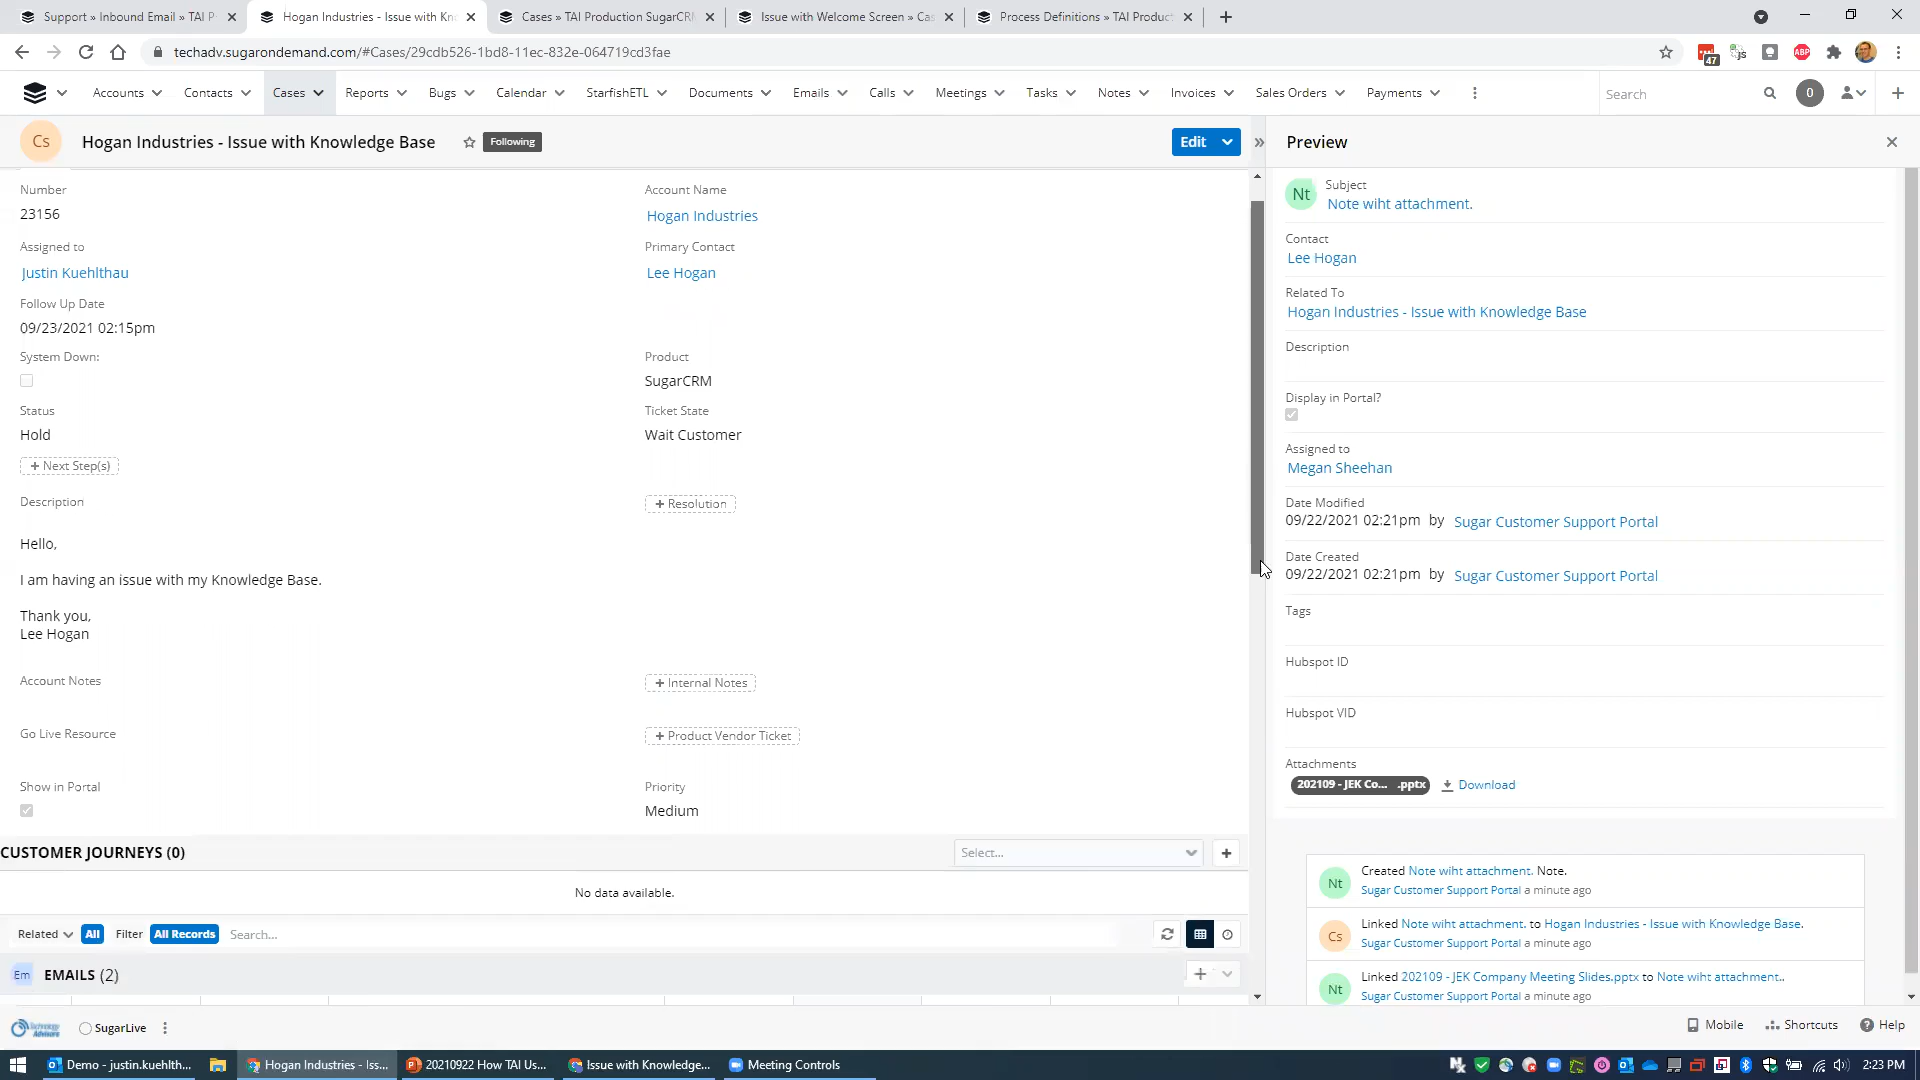 Support » Inbound Email » TAI P
Hogan Industries - Issue with Kno
Cases » TAI Production SugarCRM
Issue with Welcome Screen » Cas
Process Definitions » TAI Product
techadv.sugarondemand.com/#Cases/29cdb526-1bd8-11ec-832e-064719cd3fae
47
ABP
Accounts
Contacts
Cases
Reports
Bugs
Calendar
StarfishETL
Documents
Emails
Calls
Meetings
Tasks
Notes
Invoices
Sales Orders
Payments
Search
0
Cs
Hogan Industries - Issue with Knowledge Base
Following
Edit
Number
23156
Account Name
Hogan Industries
Assigned to
Justin Kuehlthau
Primary Contact
Lee Hogan
Follow Up Date
09/23/2021 02:15pm
System Down:
Product
SugarCRM
Status
Hold
Ticket State
Wait Customer
+ Next Step(s)
Description
+ Resolution
Hello,
I am having an issue with my Knowledge Base.
Thank you,
Lee Hogan
Account Notes
+ Internal Notes
Go Live Resource
+ Product Vendor Ticket
Show in Portal
Priority
Medium
CUSTOMER JOURNEYS (0)
Select...
No data available.
Related
All
Filter
All Records
Search...
Em
EMAILS (2)
Preview
Nt
Subject
Note wiht attachment.
Contact
Lee Hogan
Related To
Hogan Industries - Issue with Knowledge Base
Description
Display in Portal?
Assigned to
Megan Sheehan
Date Modified
09/22/2021 02:21pm by Sugar Customer Support Portal
Date Created
09/22/2021 02:21pm by Sugar Customer Support Portal
Tags
Hubspot ID
Hubspot VID
Attachments
202109 - JEK Co... .pptx
Download
Nt
Created Note wiht attachment. Note.
Sugar Customer Support Portal a minute ago
Cs
Linked Note wiht attachment. to Hogan Industries - Issue with Knowledge Base.
Sugar Customer Support Portal a minute ago
Nt
Linked 202109 - JEK Company Meeting Slides.pptx to Note wiht attachment..
Sugar Customer Support Portal a minute ago
Technology Advisors
SugarLive
Mobile
Shortcuts
Help
Demo - justin.kuehlth...
Hogan Industries - Iss...
20210922 How TAI Us...
Issue with Knowledge...
Meeting Controls
2:23 PM